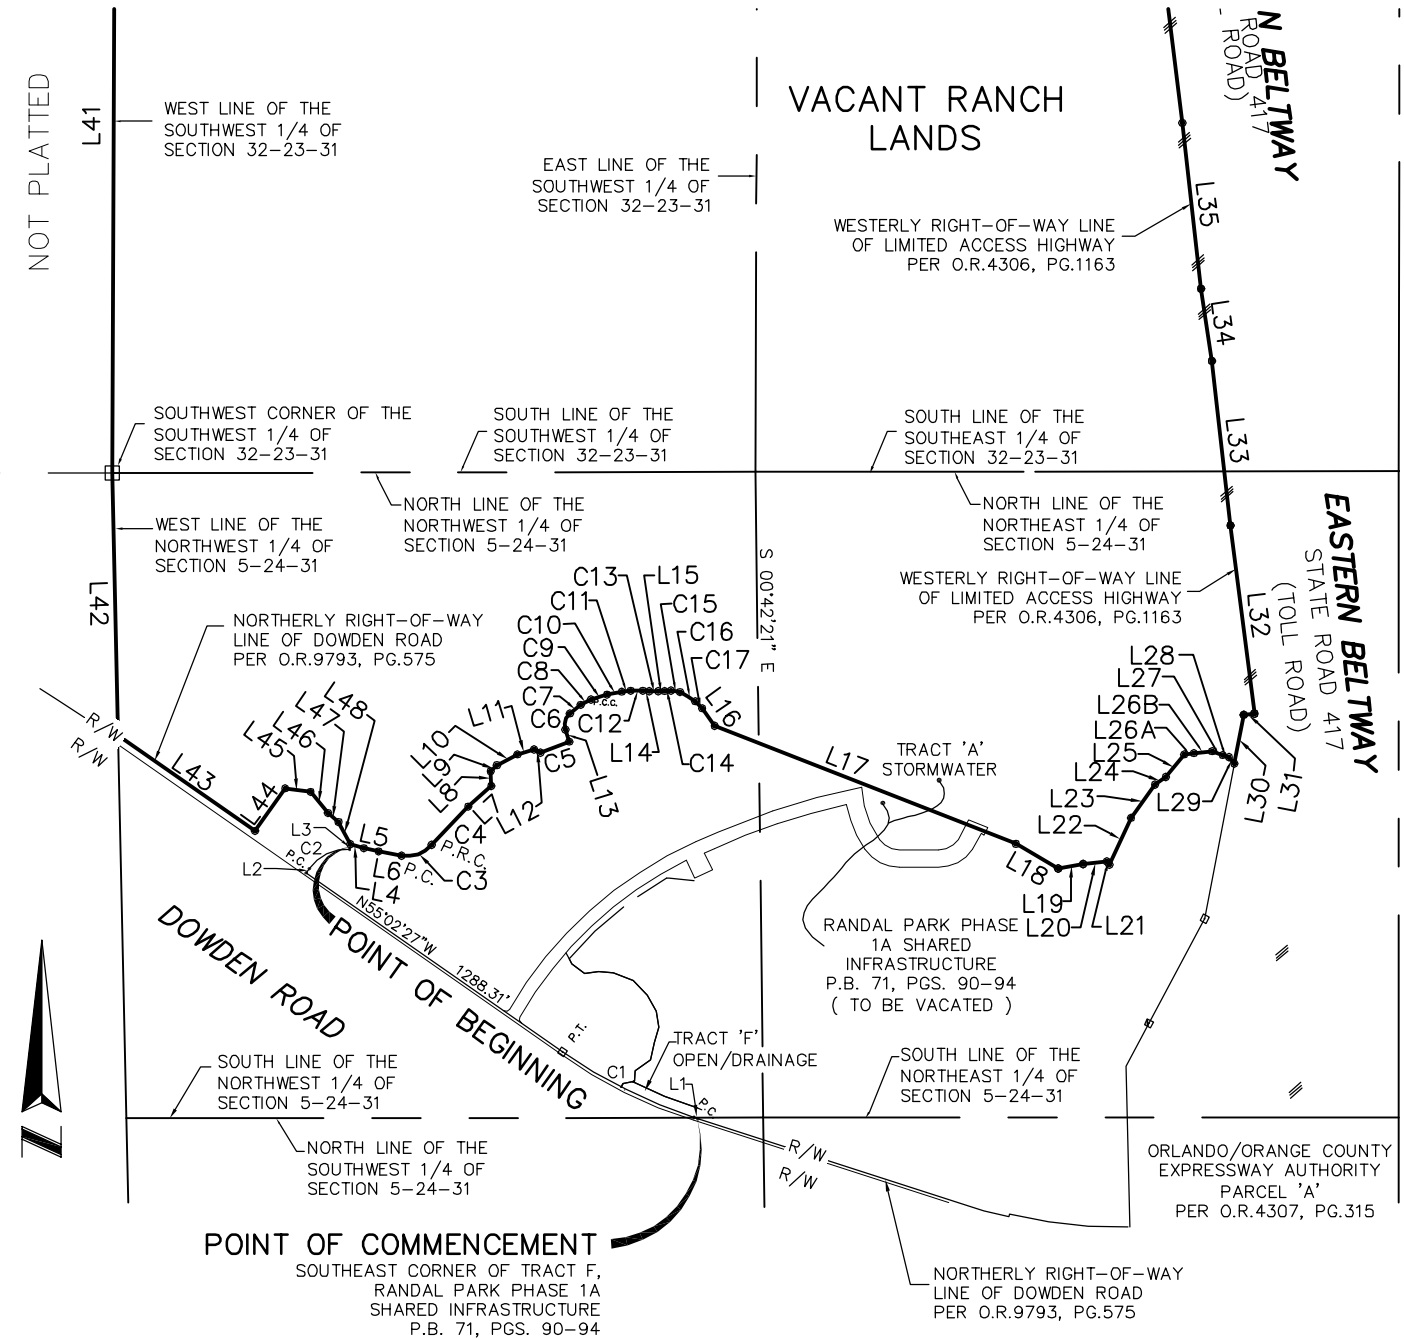 NOT PLATTED
L41
WEST LINE OF THE
SOUTHWEST 1/4 OF
SECTION 32-23-31
VACANT RANCH
LANDS
EAST LINE OF THE
SOUTHWEST 1/4 OF
SECTION 32-23-31
WESTERLY RIGHT-OF-WAY LINE
OF LIMITED ACCESS HIGHWAY
PER O.R.4306, PG.1163
N BELTWAY
ROAD 417
ROAD)
L35
L34
L33
SOUTHWEST CORNER OF THE
SOUTHWEST 1/4 OF
SECTION 32-23-31
SOUTH LINE OF THE
SOUTHWEST 1/4 OF
SECTION 32-23-31
SOUTH LINE OF THE
SOUTHEAST 1/4 OF
SECTION 32-23-31
WEST LINE OF THE
NORTHWEST 1/4 OF
SECTION 5-24-31
NORTH LINE OF THE
NORTHWEST 1/4 OF
SECTION 5-24-31
NORTH LINE OF THE
NORTHEAST 1/4 OF
SECTION 5-24-31
WESTERLY RIGHT-OF-WAY LINE
OF LIMITED ACCESS HIGHWAY
PER O.R.4306, PG.1163
EASTERN BELTWAY
STATE ROAD 417
(TOLL ROAD)
S 00°42'21" E
L42
NORTHERLY RIGHT-OF-WAY
LINE OF DOWDEN ROAD
PER O.R.9793, PG.575
R/W
R/W
L43
L44
L45
L46
L47
L48
L3
C2
L2
P.C.
L5
L6
L4
P.C.
C3
P.R.C.
C4
L7
L8
L9
L10
L11
L12
C5
L13
C6
C7
C8
C9
C10
C11
C13
L15
C15
C16
C17
P.C.C.
C12
L14
C14
L16
L17
TRACT 'A'
STORMWATER
L18
L19
L20
L21
L22
L23
L24
L25
L26A
L26B
L27
L28
L29
L30
L31
L32
RANDAL PARK PHASE
1A SHARED
INFRASTRUCTURE
P.B. 71, PGS. 90-94
( TO BE VACATED )
DOWDEN ROAD
POINT OF BEGINNING
N55°02'27"W
1288.31'
P.T.
C1
L1
P.C
TRACT 'F'
OPEN/DRAINAGE
SOUTH LINE OF THE
NORTHWEST 1/4 OF
SECTION 5-24-31
SOUTH LINE OF THE
NORTHEAST 1/4 OF
SECTION 5-24-31
NORTH LINE OF THE
SOUTHWEST 1/4 OF
SECTION 5-24-31
R/W
R/W
ORLANDO/ORANGE COUNTY
EXPRESSWAY AUTHORITY
PARCEL 'A'
PER O.R.4307, PG.315
N
POINT OF COMMENCEMENT
SOUTHEAST CORNER OF TRACT F,
RANDAL PARK PHASE 1A
SHARED INFRASTRUCTURE
P.B. 71, PGS. 90-94
NORTHERLY RIGHT-OF-WAY
LINE OF DOWDEN ROAD
PER O.R.9793, PG.575